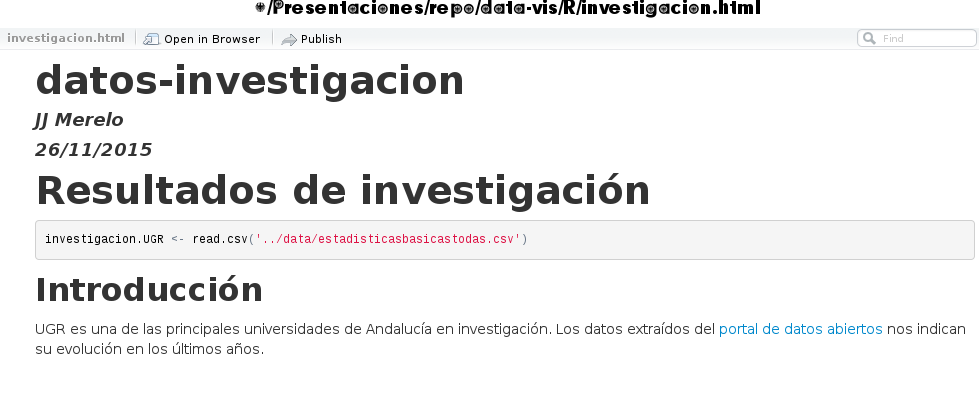 ~/Presentaciones/repo/data-vis/R/investigacion.html
investigacion.html Open in Browser Publish Find
datos-investigacion
JJ Merelo
26/11/2015
Resultados de investigación
investigacion.UGR <- read.csv('../data/estadisticasbasicastodas.csv')
Introducción
UGR es una de las principales universidades de Andalucía en investigación. Los datos extraídos del portal de datos abiertos nos indican
su evolución en los últimos años.